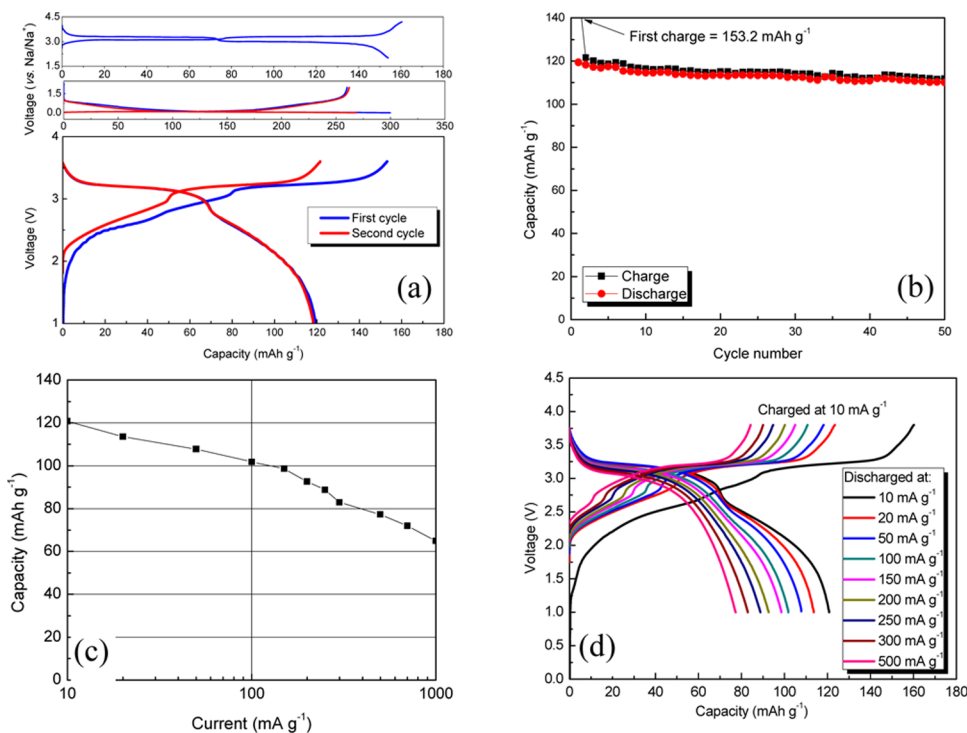 4.5
3.0
1.5
0 20 40 60 80 100 120 140 160 180
0.0
0 50 100 150 200 250 300 350
Voltage (vs. Na/Na+)
4
3
2
1
Voltage (V)
First cycle
Second cycle
(a)
0 20 40 60 80 100 120 140 160 180
Capacity (mAh g⁻¹)
140
120
100
80
60
40
20
0
Capacity (mAh g⁻¹)
First charge = 153.2 mAh g⁻¹
Charge
Discharge
(b)
0 10 20 30 40 50
Cycle number
140
120
100
80
60
40
20
0
Capacity (mAh g⁻¹)
(c)
10 100 1000
Current (mA g⁻¹)
4.5
4.0
3.5
3.0
2.5
2.0
1.5
1.0
0.5
0.0
Voltage (V)
Charged at 10 mA g⁻¹
Discharged at:
10 mA g⁻¹
20 mA g⁻¹
50 mA g⁻¹
100 mA g⁻¹
150 mA g⁻¹
200 mA g⁻¹
250 mA g⁻¹
300 mA g⁻¹
500 mA g⁻¹
(d)
0 20 40 60 80 100 120 140 160 180
Capacity (mAh g⁻¹)